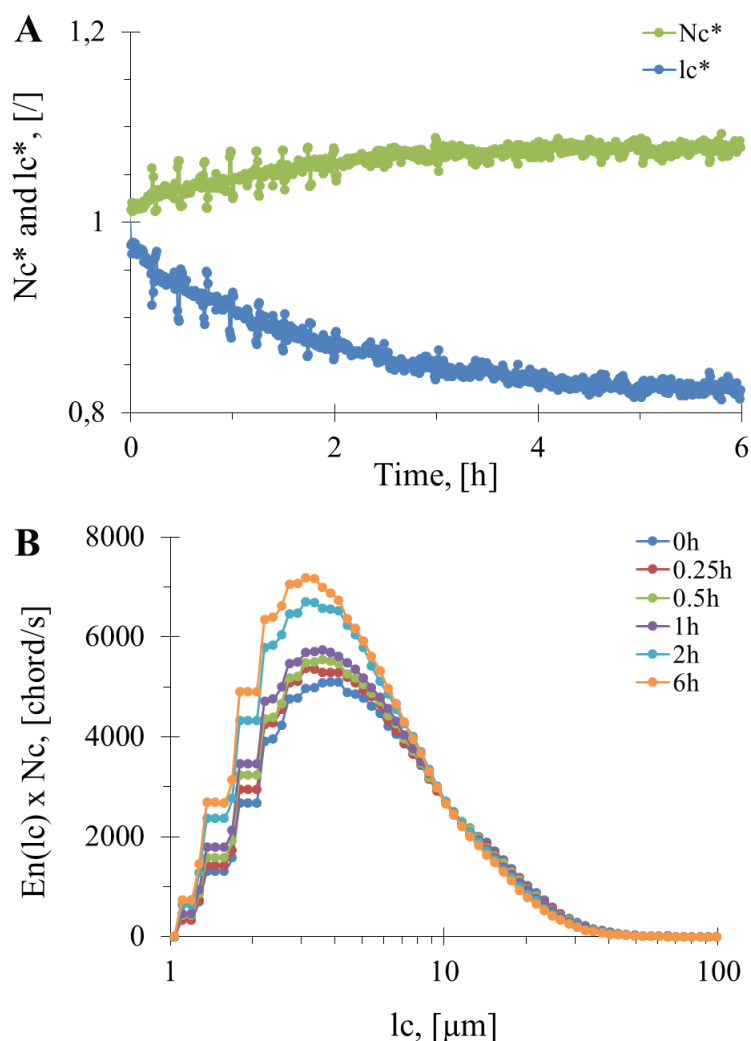 A
1,2
1
0,8
Nc* and lc*, [/]
Nc*
lc*
0
2
4
6
Time, [h]
B
8000
6000
4000
2000
0
En(lc) x Nc, [chord/s]
0h
0.25h
0.5h
1h
2h
6h
1
10
100
lc, [µm]